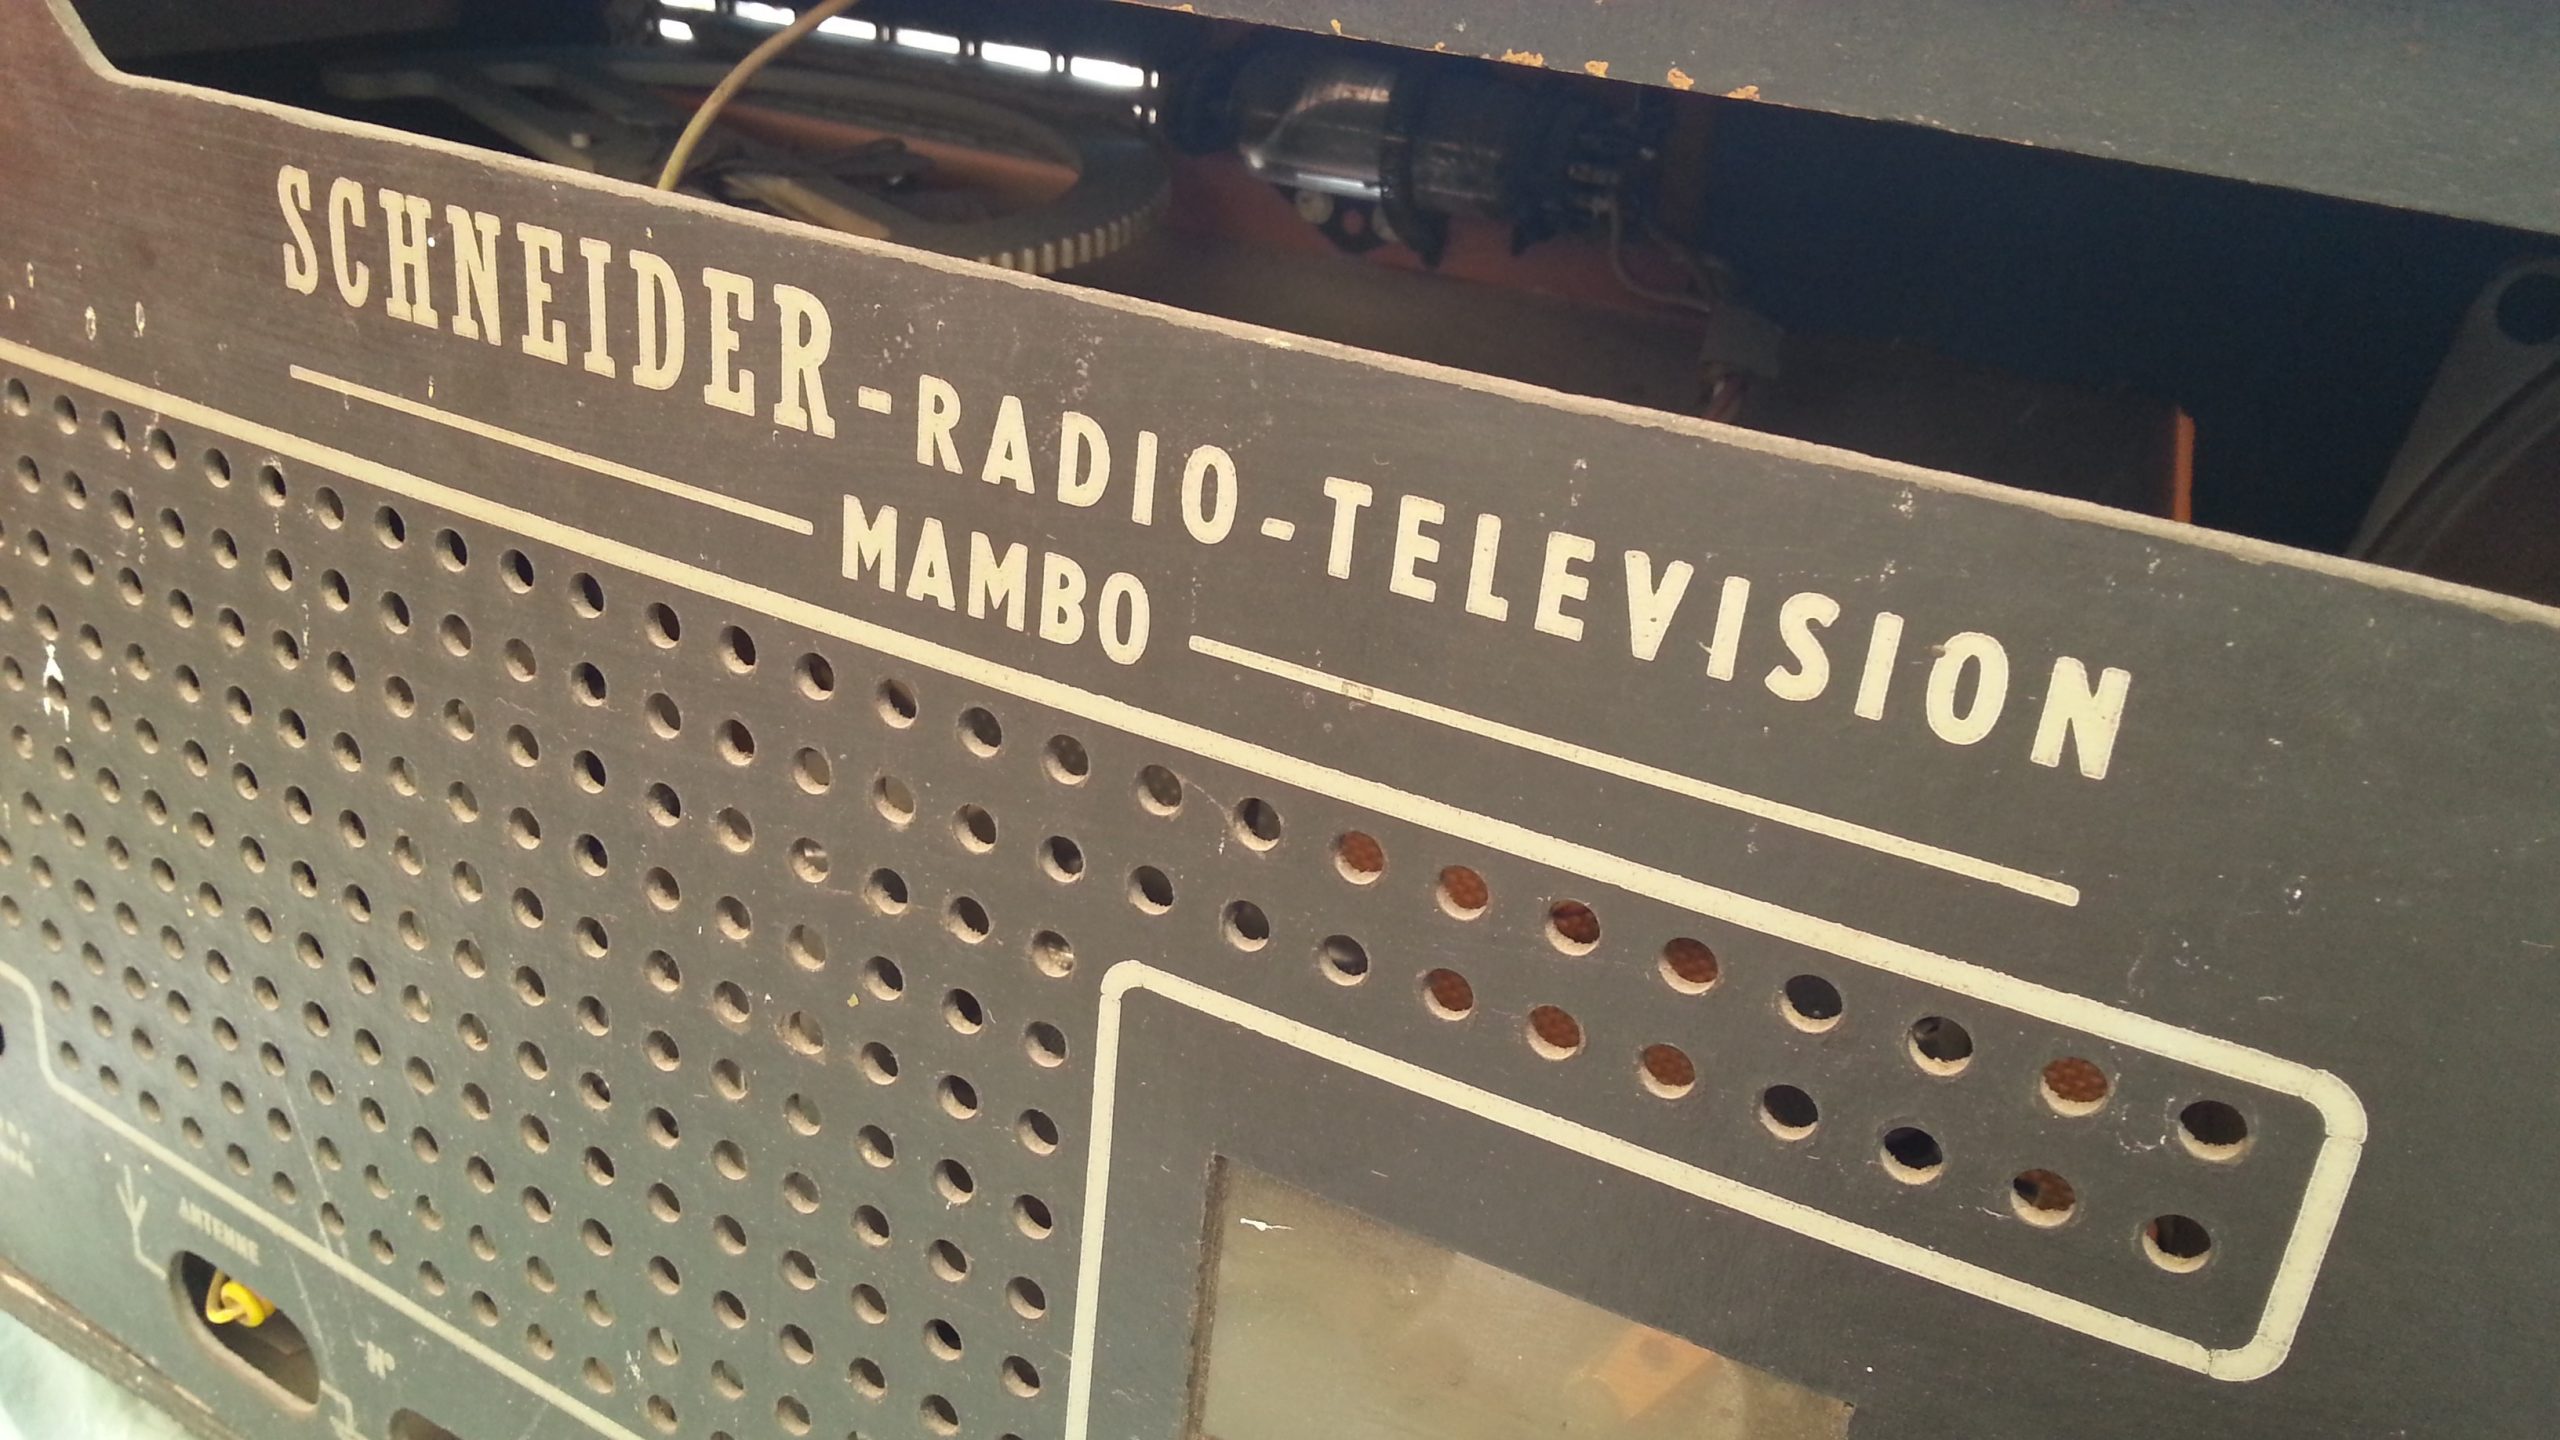 SCHNEIDER-RADIO-TELEVISION
MAMBO
ANTENNE
N°